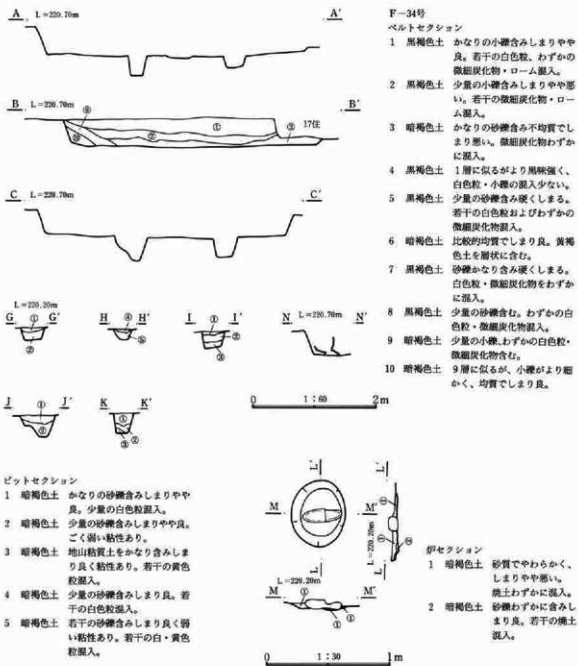 A L=220.70m A′
B L=220.70m B′
⑨ ① 17住
⑩ ② ③
C L=220.70m C′
L=220.20m
G G′ H H′ I I′ N L=220.70m N′
① ② ④ ⑤ ① ② ③
J J′ K K′
① ② ① ② ③
0 1:60 2m
F-34号
ベルトセクション
1 黒褐色土 かなりの小礫含みしまりやや
良。若干の白色粒、わずかの
微細炭化物・ローム混入。
2 黒褐色土 少量の小礫含みしまりやや悪
い。若干の微細炭化物・ロー
ム混入。
3 暗褐色土 かなりの砂礫含み不均質でし
まり悪い。微細炭化物わずか
に混入。
4 黒褐色土 1層に似るがより黒味強く、
白色粒・小礫の混入少ない。
5 黒褐色土 少量の砂礫含み硬くしまる。
若干の白色粒およびわずかの
微細炭化物混入。
6 暗褐色土 比較的均質でしまり良。黄褐
色土を層状に含む。
7 黒褐色土 砂礫かなり含み硬くしまる。
白色粒・微細炭化物をわずか
に混入。
8 黒褐色土 少量の砂礫含む。わずかの白
色粒・微細炭化物混入。
9 暗褐色土 少量の小礫、わずかの白色粒・
微細炭化物含む。
10 暗褐色土 9層に似るが、小礫がより細
かく、均質でしまり良。
ピットセクション
1 暗褐色土 かなりの砂礫含みしまりやや
良。少量の白色粒混入。
2 暗褐色土 少量の砂礫含みしまりやや良。
ごく弱い粘性あり。
3 暗褐色土 地山粘質土をかなり含みしま
り良く粘性あり。若干の黄色
粒混入。
4 暗褐色土 少量の砂礫含みしまり良。若
干の白色粒混入。
5 暗褐色土 若干の砂礫含みしまり良く弱
い粘性あり。若干の白・黄色
粒混入。
L′ L′
M M′
L L
L=220.20m
L=220.20m
M M′
① ① ①
0 1:30 1m
炉セクション
1 暗褐色土 砂質でやわらかく、
しまりやや悪い。
焼土わずかに混入。
2 暗褐色土 砂礫わずかに含みし
まり良。若干の焼土
混入。